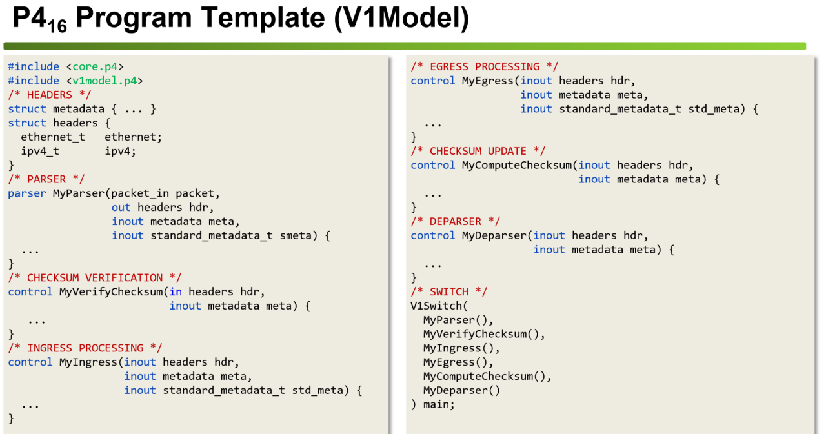 P4₁₆ Program Template (V1Model)
#include <core.p4>
#include <v1model.p4>
/* HEADERS */
struct metadata { ... }
struct headers {
  ethernet_t   ethernet;
  ipv4_t       ipv4;
}
/* PARSER */
parser MyParser(packet_in packet,
                out headers hdr,
                inout metadata meta,
                inout standard_metadata_t smeta) {
  ...
}
/* CHECKSUM VERIFICATION */
control MyVerifyChecksum(in headers hdr,
                         inout metadata meta) {
   ...
}
/* INGRESS PROCESSING */
control MyIngress(inout headers hdr,
                  inout metadata meta,
                  inout standard_metadata_t std_meta) {
  ...
}
/* EGRESS PROCESSING */
control MyEgress(inout headers hdr,
                 inout metadata meta,
                 inout standard_metadata_t std_meta) {
  ...
}
/* CHECKSUM UPDATE */
control MyComputeChecksum(inout headers hdr,
                          inout metadata meta) {
  ...
}
/* DEPARSER */
control MyDeparser(inout headers hdr,
                   inout metadata meta) {
  ...
}
/* SWITCH */
V1Switch(
  MyParser(),
  MyVerifyChecksum(),
  MyIngress(),
  MyEgress(),
  MyComputeChecksum(),
  MyDeparser()
) main;